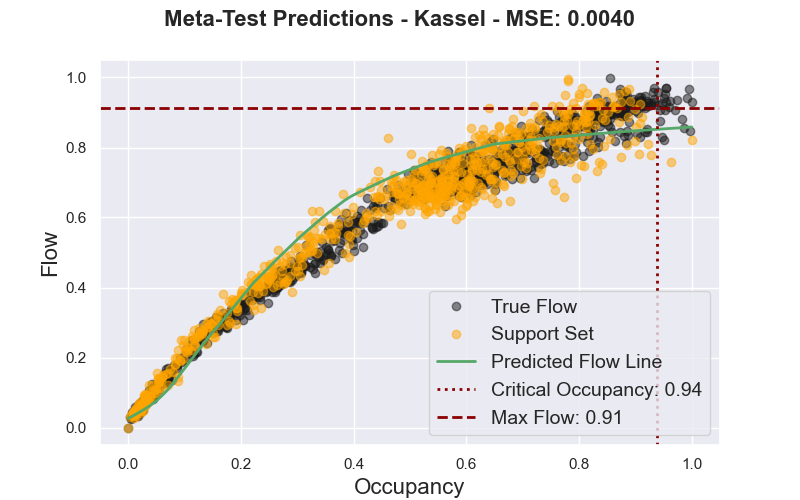 Meta-Test Predictions - Kassel - MSE: 0.0040
Flow
1.0
0.8
0.6
0.4
0.2
0.0
True Flow
Support Set
Predicted Flow Line
Critical Occupancy: 0.94
Max Flow: 0.91
0.0 0.2 0.4 0.6 0.8 1.0
Occupancy